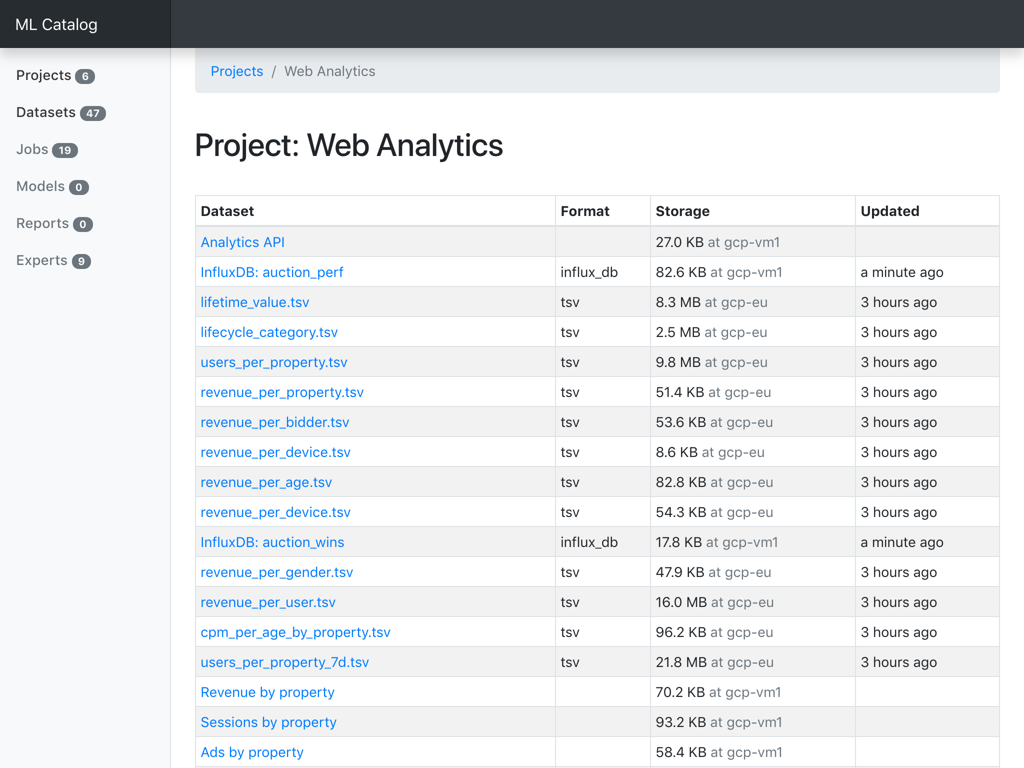 ML Catalog
Projects 6
Datasets 47
Jobs 19
Models 0
Reports 0
Experts 9
Projects / Web Analytics
Project: Web Analytics
Dataset Format Storage Updated
Analytics API 27.0 KB at gcp-vm1
InfluxDB: auction_perf influx_db 82.6 KB at gcp-vm1 a minute ago
lifetime_value.tsv tsv 8.3 MB at gcp-eu 3 hours ago
lifecycle_category.tsv tsv 2.5 MB at gcp-eu 3 hours ago
users_per_property.tsv tsv 9.8 MB at gcp-eu 3 hours ago
revenue_per_property.tsv tsv 51.4 KB at gcp-eu 3 hours ago
revenue_per_bidder.tsv tsv 53.6 KB at gcp-eu 3 hours ago
revenue_per_device.tsv tsv 8.6 KB at gcp-eu 3 hours ago
revenue_per_age.tsv tsv 82.8 KB at gcp-eu 3 hours ago
revenue_per_device.tsv tsv 54.3 KB at gcp-eu 3 hours ago
InfluxDB: auction_wins influx_db 17.8 KB at gcp-vm1 a minute ago
revenue_per_gender.tsv tsv 47.9 KB at gcp-eu 3 hours ago
revenue_per_user.tsv tsv 16.0 MB at gcp-eu 3 hours ago
cpm_per_age_by_property.tsv tsv 96.2 KB at gcp-eu 3 hours ago
users_per_property_7d.tsv tsv 21.8 MB at gcp-eu 3 hours ago
Revenue by property 70.2 KB at gcp-vm1
Sessions by property 93.2 KB at gcp-vm1
Ads by property 58.4 KB at gcp-vm1